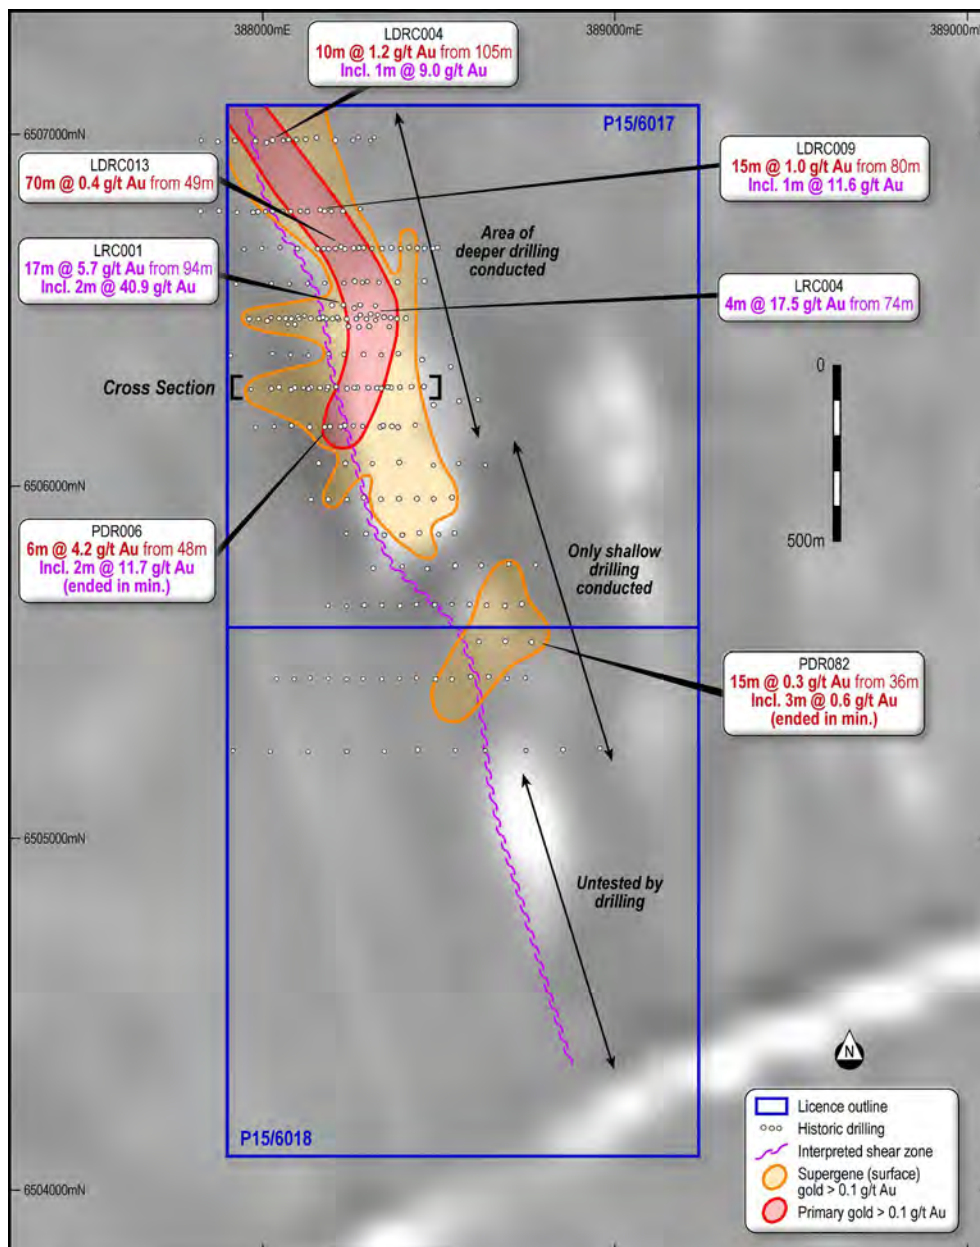 388000mE
389000mE
389000mE
LDRC004
10m @ 1.2 g/t Au from 105m
Incl. 1m @ 9.0 g/t Au
6507000mN
P15/6017
LDRC013
70m @ 0.4 g/t Au from 49m
LDRC009
15m @ 1.0 g/t Au from 80m
Incl. 1m @ 11.6 g/t Au
Area of
deeper drilling
conducted
LRC001
17m @ 5.7 g/t Au from 94m
Incl. 2m @ 40.9 g/t Au
LRC004
4m @ 17.5 g/t Au from 74m
Cross Section
0
500m
6506000mN
PDR006
6m @ 4.2 g/t Au from 48m
Incl. 2m @ 11.7 g/t Au
(ended in min.)
Only shallow
drilling
conducted
PDR082
15m @ 0.3 g/t Au from 36m
Incl. 3m @ 0.6 g/t Au
(ended in min.)
6505000mN
Untested by
drilling
N
P15/6018
6504000mN
Licence outline
Historic drilling
Interpreted shear zone
Supergene (surface)
gold > 0.1 g/t Au
Primary gold > 0.1 g/t Au